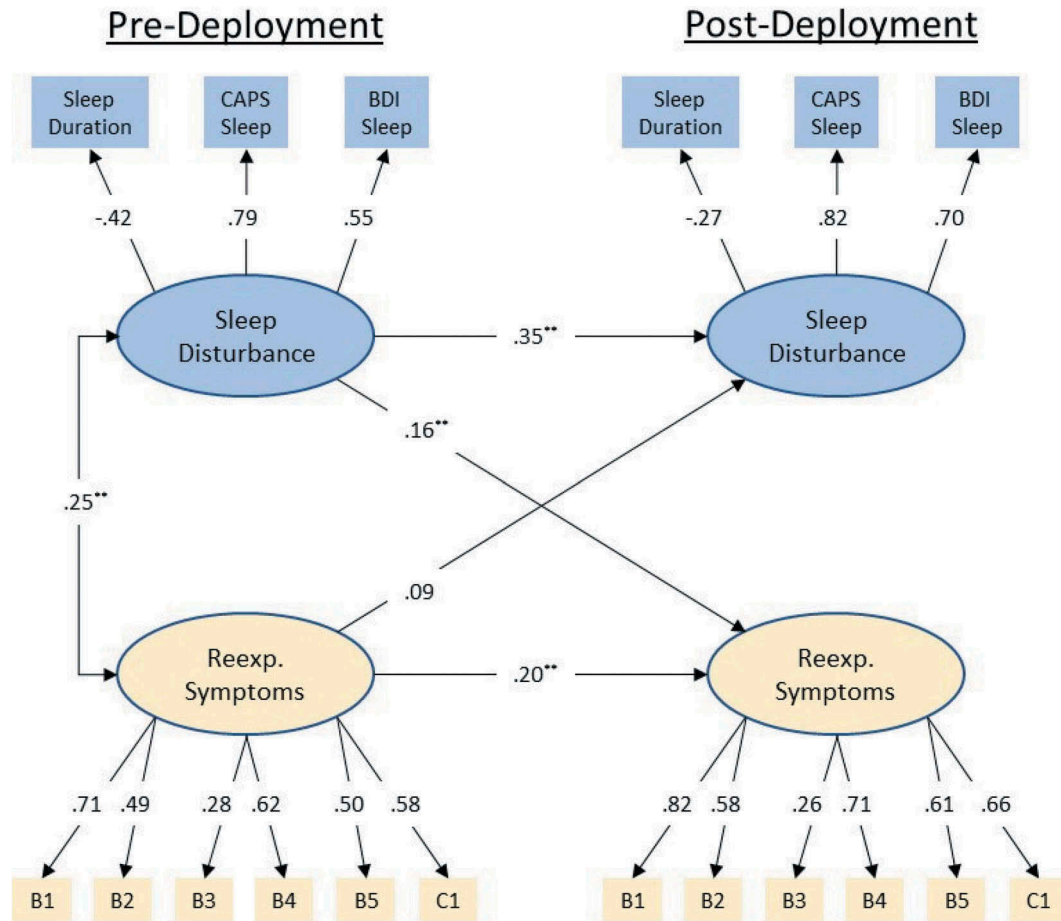 Pre-Deployment
Post-Deployment
Sleep
Duration
CAPS
Sleep
BDI
Sleep
Sleep
Duration
CAPS
Sleep
BDI
Sleep
-.42
.79
.55
-.27
.82
.70
Sleep
Disturbance
.35**
Sleep
Disturbance
.16**
.25**
.09
Reexp.
Symptoms
.20**
Reexp.
Symptoms
.71 .49 .28 .62 .50 .58
.82 .58 .26 .71 .61 .66
B1 B2 B3 B4 B5 C1
B1 B2 B3 B4 B5 C1